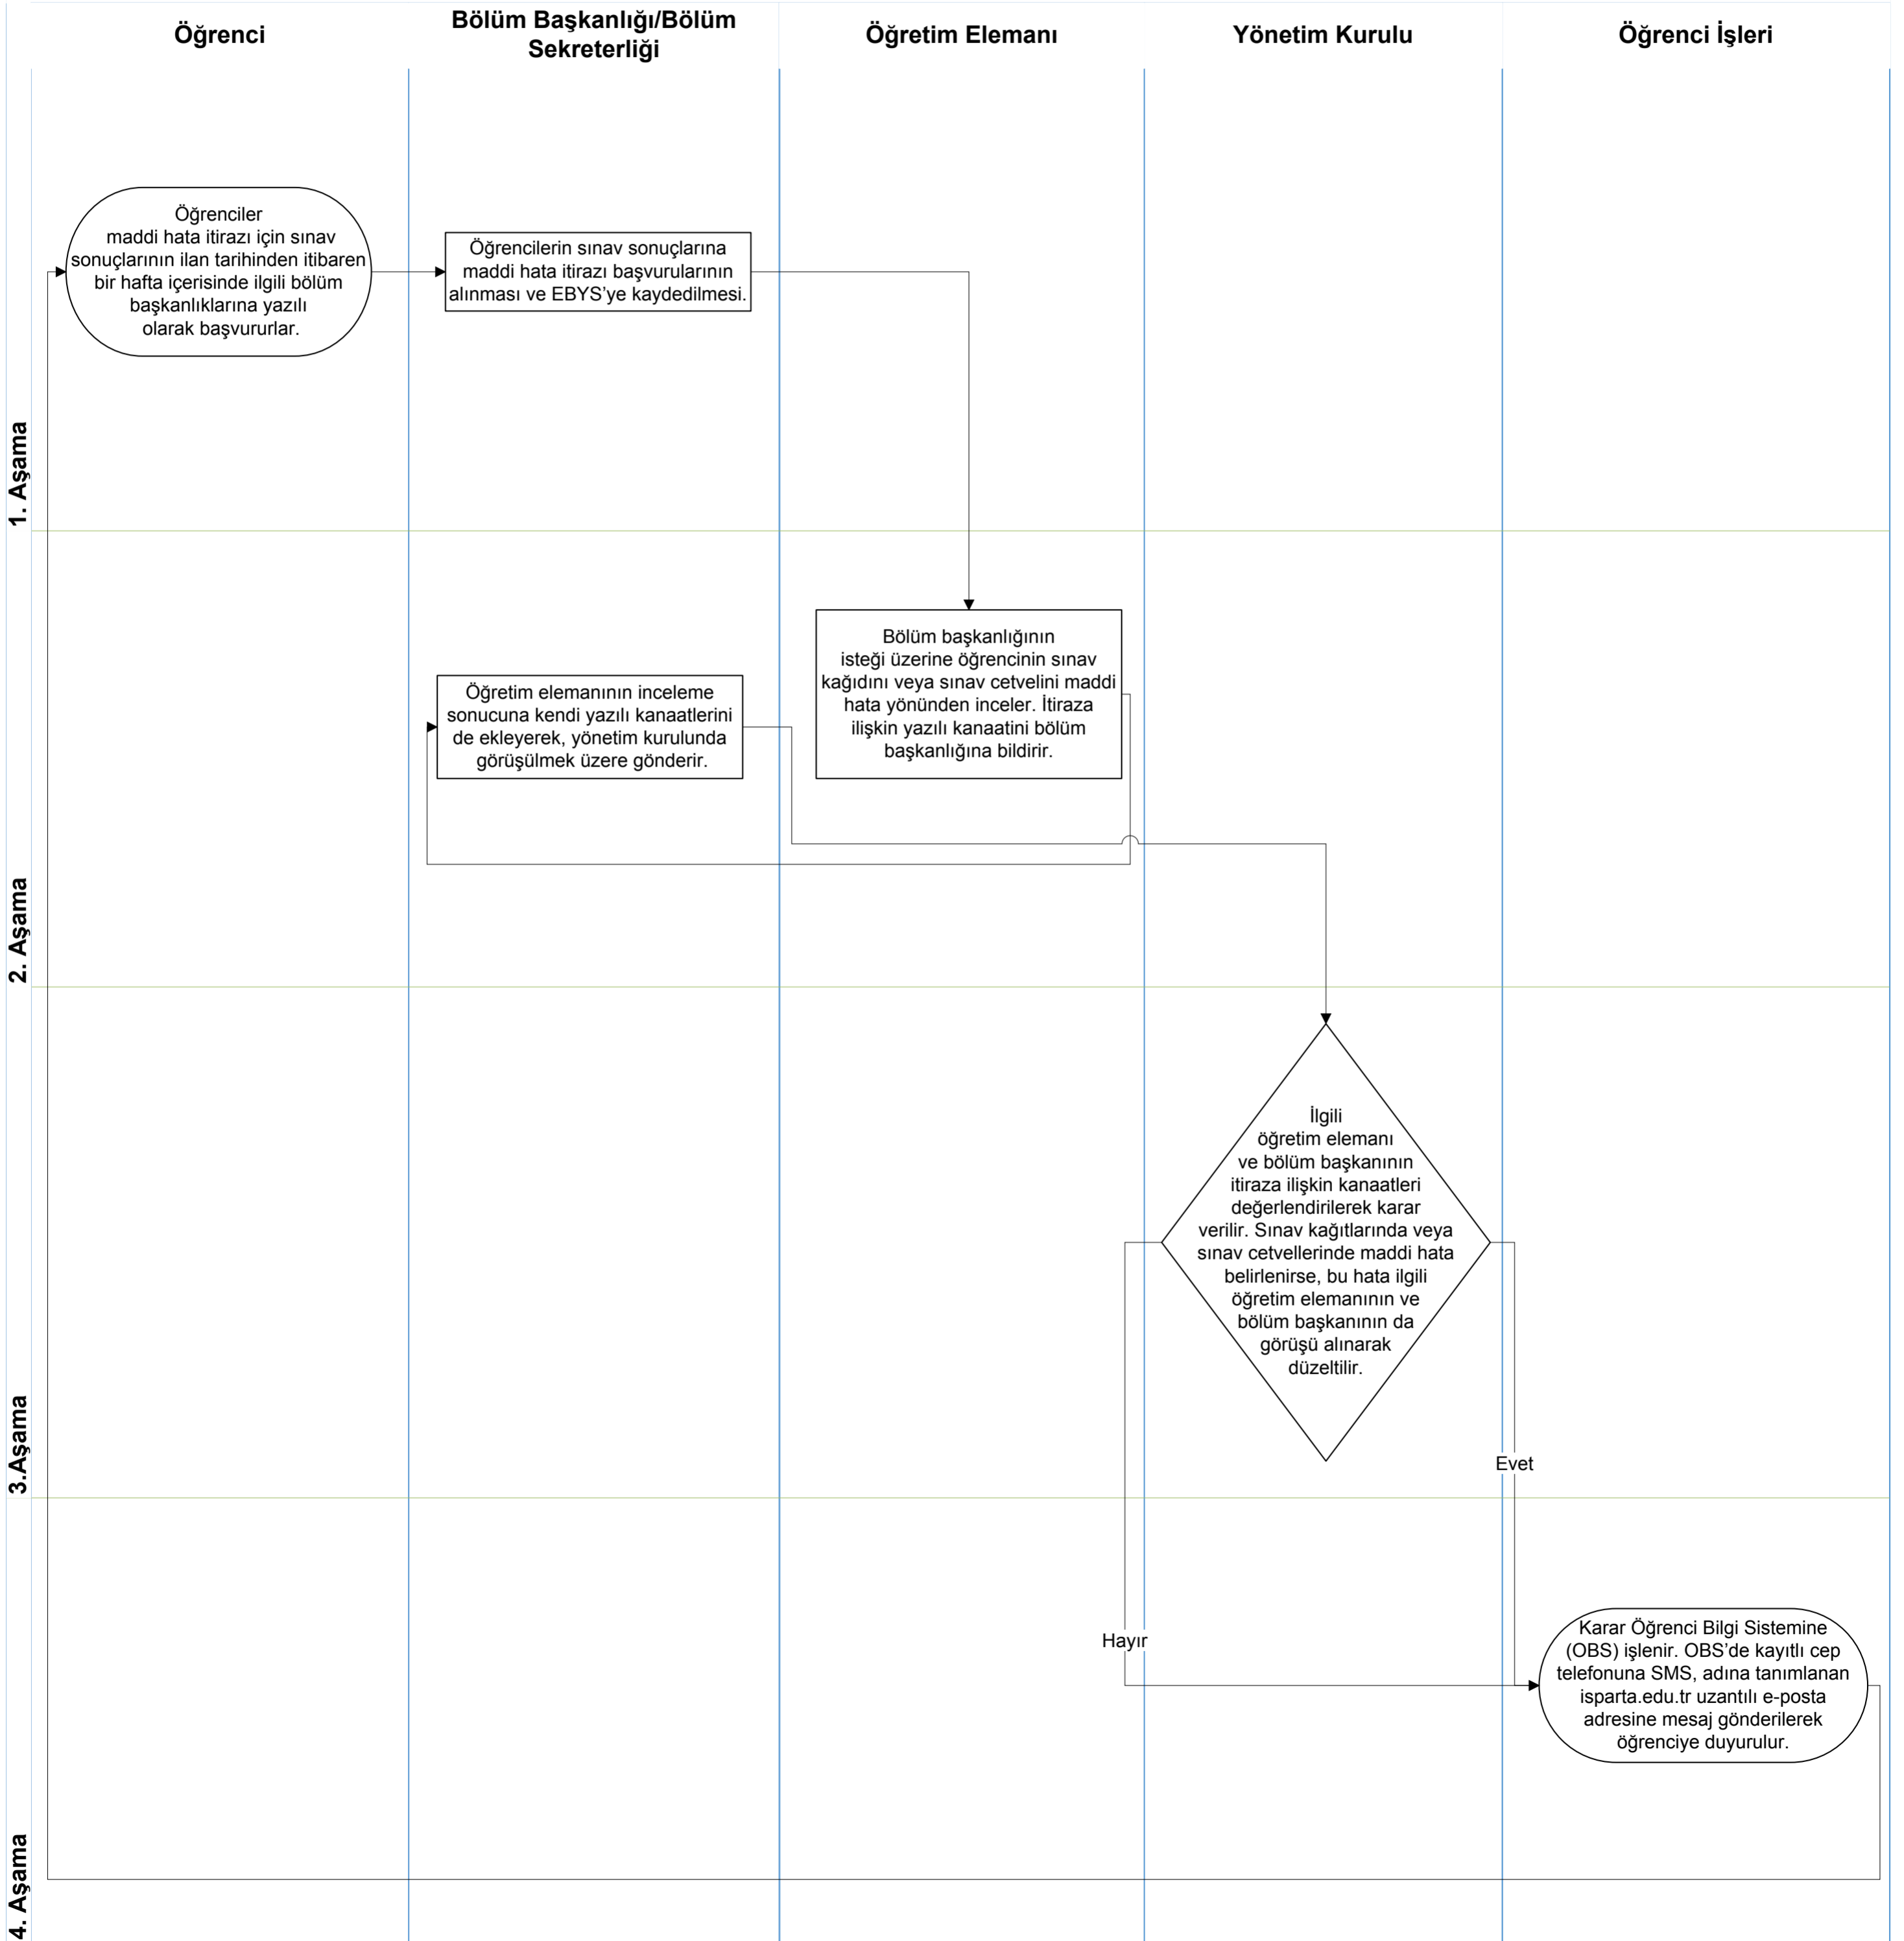 Öğrenci
Bölüm Başkanlığı/Bölüm
Sekreterliği
Öğretim Elemanı
Yönetim Kurulu
Öğrenci İşleri
1. Aşama
Öğrenciler
maddi hata itirazı için sınav
sonuçlarının ilan tarihinden itibaren
bir hafta içerisinde ilgili bölüm
başkanlıklarına yazılı
olarak başvururlar.
Öğrencilerin sınav sonuçlarına
maddi hata itirazı başvurularının
alınması ve EBYS’ye kaydedilmesi.
2. Aşama
Bölüm başkanlığının
isteği üzerine öğrencinin sınav
kağıdını veya sınav cetvelini maddi
hata yönünden inceler. İtiraza
ilişkin yazılı kanaatini bölüm
başkanlığına bildirir.
Öğretim elemanının inceleme
sonucuna kendi yazılı kanaatlerini
de ekleyerek, yönetim kurulunda
görüşülmek üzere gönderir.
3.Aşama
İlgili
öğretim elemanı
ve bölüm başkanının
itiraza ilişkin kanaatleri
değerlendirilerek karar
verilir. Sınav kağıtlarında veya
sınav cetvellerinde maddi hata
belirlenirse, bu hata ilgili
öğretim elemanının ve
bölüm başkanının da
görüşü alınarak
düzeltilir.
Evet
Hayır
4. Aşama
Karar Öğrenci Bilgi Sistemine
(OBS) işlenir. OBS’de kayıtlı cep
telefonuna SMS, adına tanımlanan
isparta.edu.tr uzantılı e-posta
adresine mesaj gönderilerek
öğrenciye duyurulur.